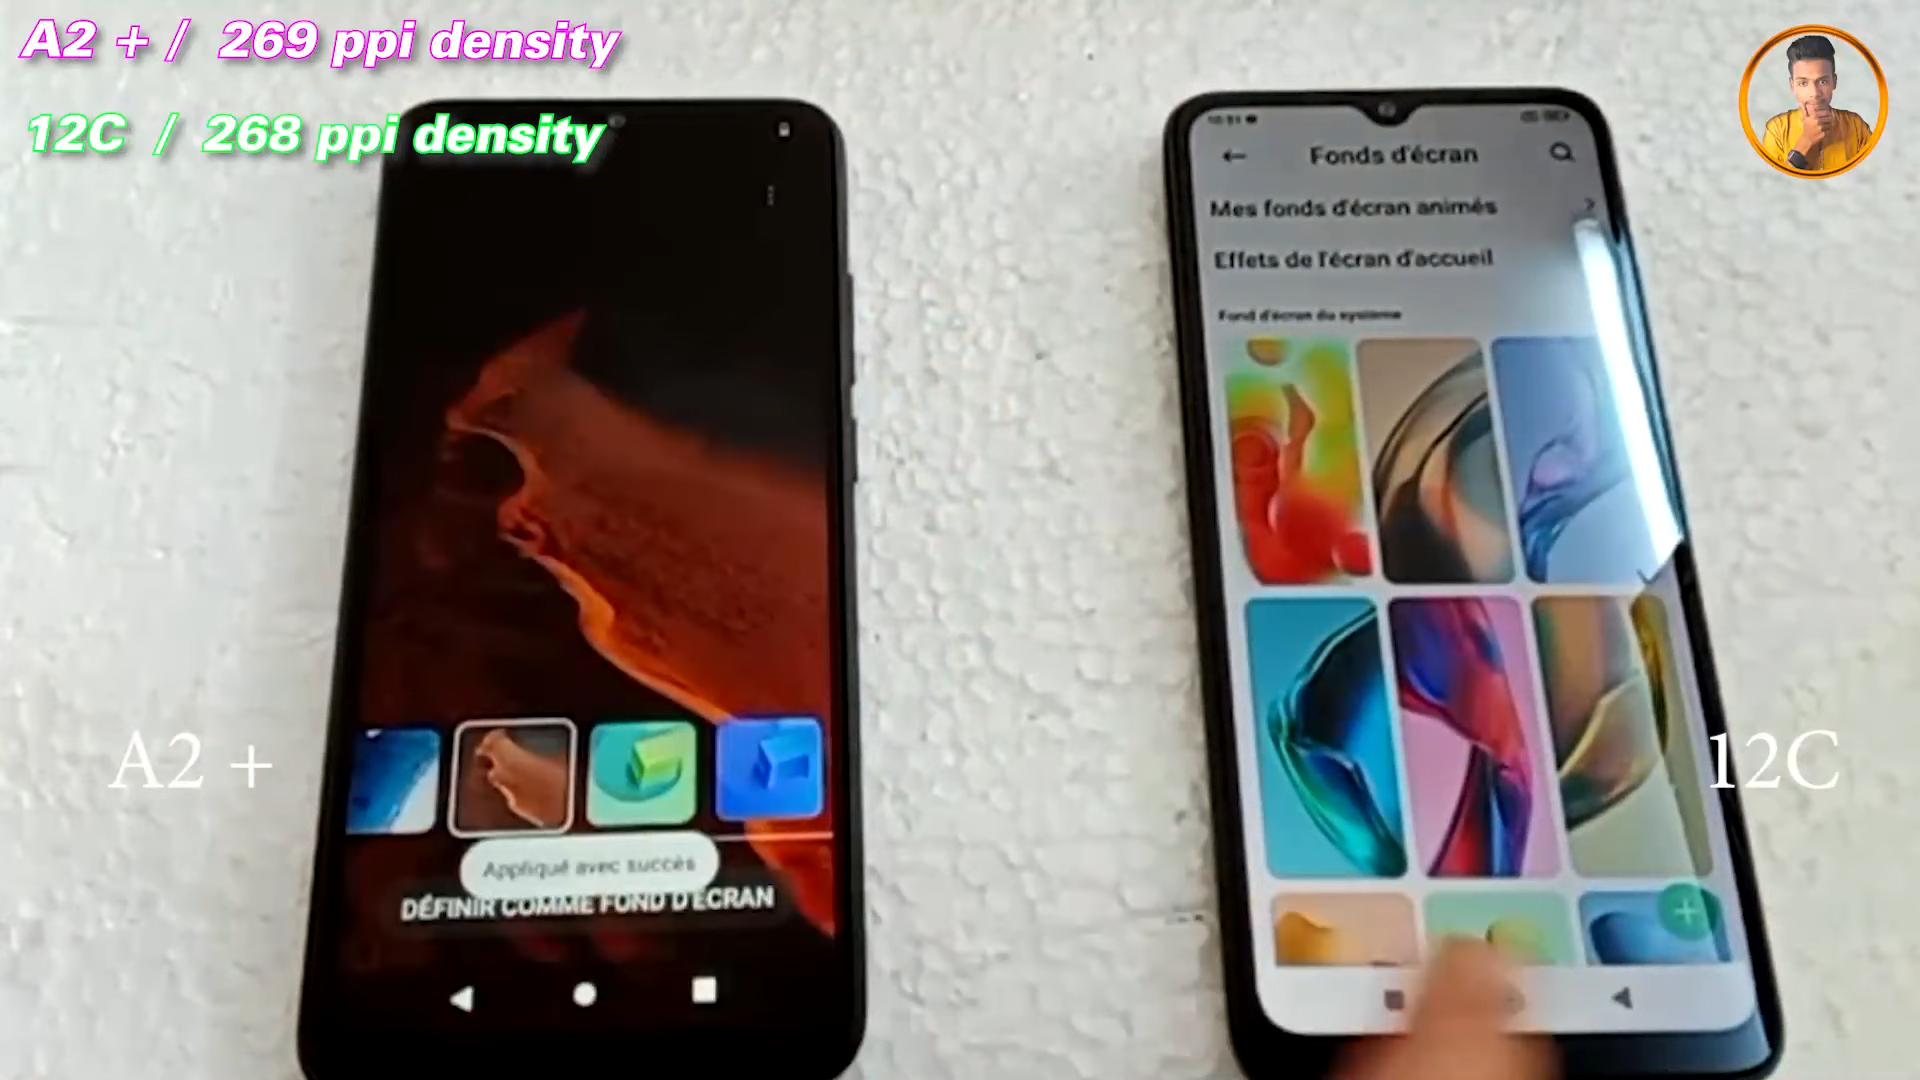 A2 + / 269 ppi density
12C / 268 ppi density
Fonds d'écran
Mes fonds d'écran animés
Effets de l'écran d'accueil
Fond d'écran du système
A2 +
12C
Appliqué avec succès
DÉFINIR COMME FOND D'ÉCRAN